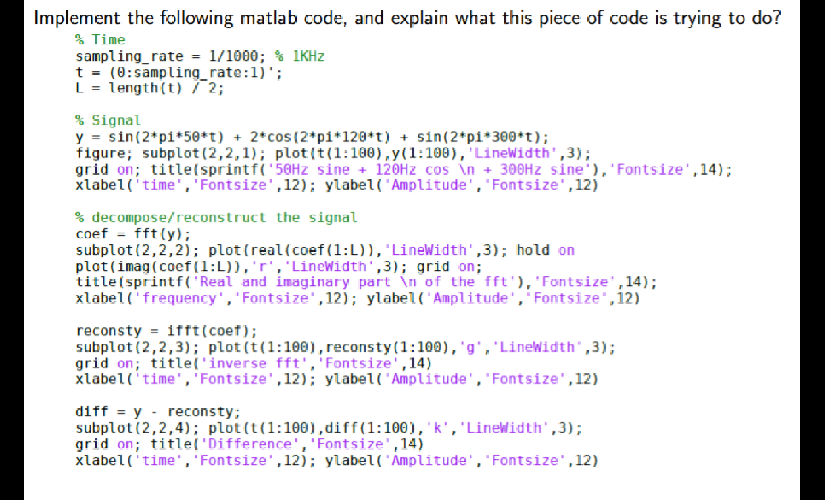 Implement the following matlab code, and explain what this piece of code is trying to do?
% Time
sampling_rate = 1/1000; % 1KHz
t = (0:sampling_rate:1)';
L = length(t) / 2;
% Signal
y = sin(2*pi*50*t) + 2*cos(2*pi*120*t) + sin(2*pi*300*t);
figure; subplot(2,2,1); plot(t(1:100),y(1:100),'LineWidth',3);
grid on; title(sprintf('50Hz sine + 120Hz cos \n + 300Hz sine'),'Fontsize',14);
xlabel('time','Fontsize',12); ylabel('Amplitude','Fontsize',12)
% decompose/reconstruct the signal
coef = fft(y);
subplot(2,2,2); plot(real(coef(1:L)),'LineWidth',3); hold on
plot(imag(coef(1:L)),'r','LineWidth',3); grid on;
title(sprintf('Real and imaginary part \n of the fft'),'Fontsize',14);
xlabel('frequency','Fontsize',12); ylabel('Amplitude','Fontsize',12)
reconsty = ifft(coef);
subplot(2,2,3); plot(t(1:100),reconsty(1:100),'g','LineWidth',3);
grid on; title('inverse fft','Fontsize',14)
xlabel('time','Fontsize',12); ylabel('Amplitude','Fontsize',12)
diff = y - reconsty;
subplot(2,2,4); plot(t(1:100),diff(1:100),'k','LineWidth',3);
grid on; title('Difference','Fontsize',14)
xlabel('time','Fontsize',12); ylabel('Amplitude','Fontsize',12)